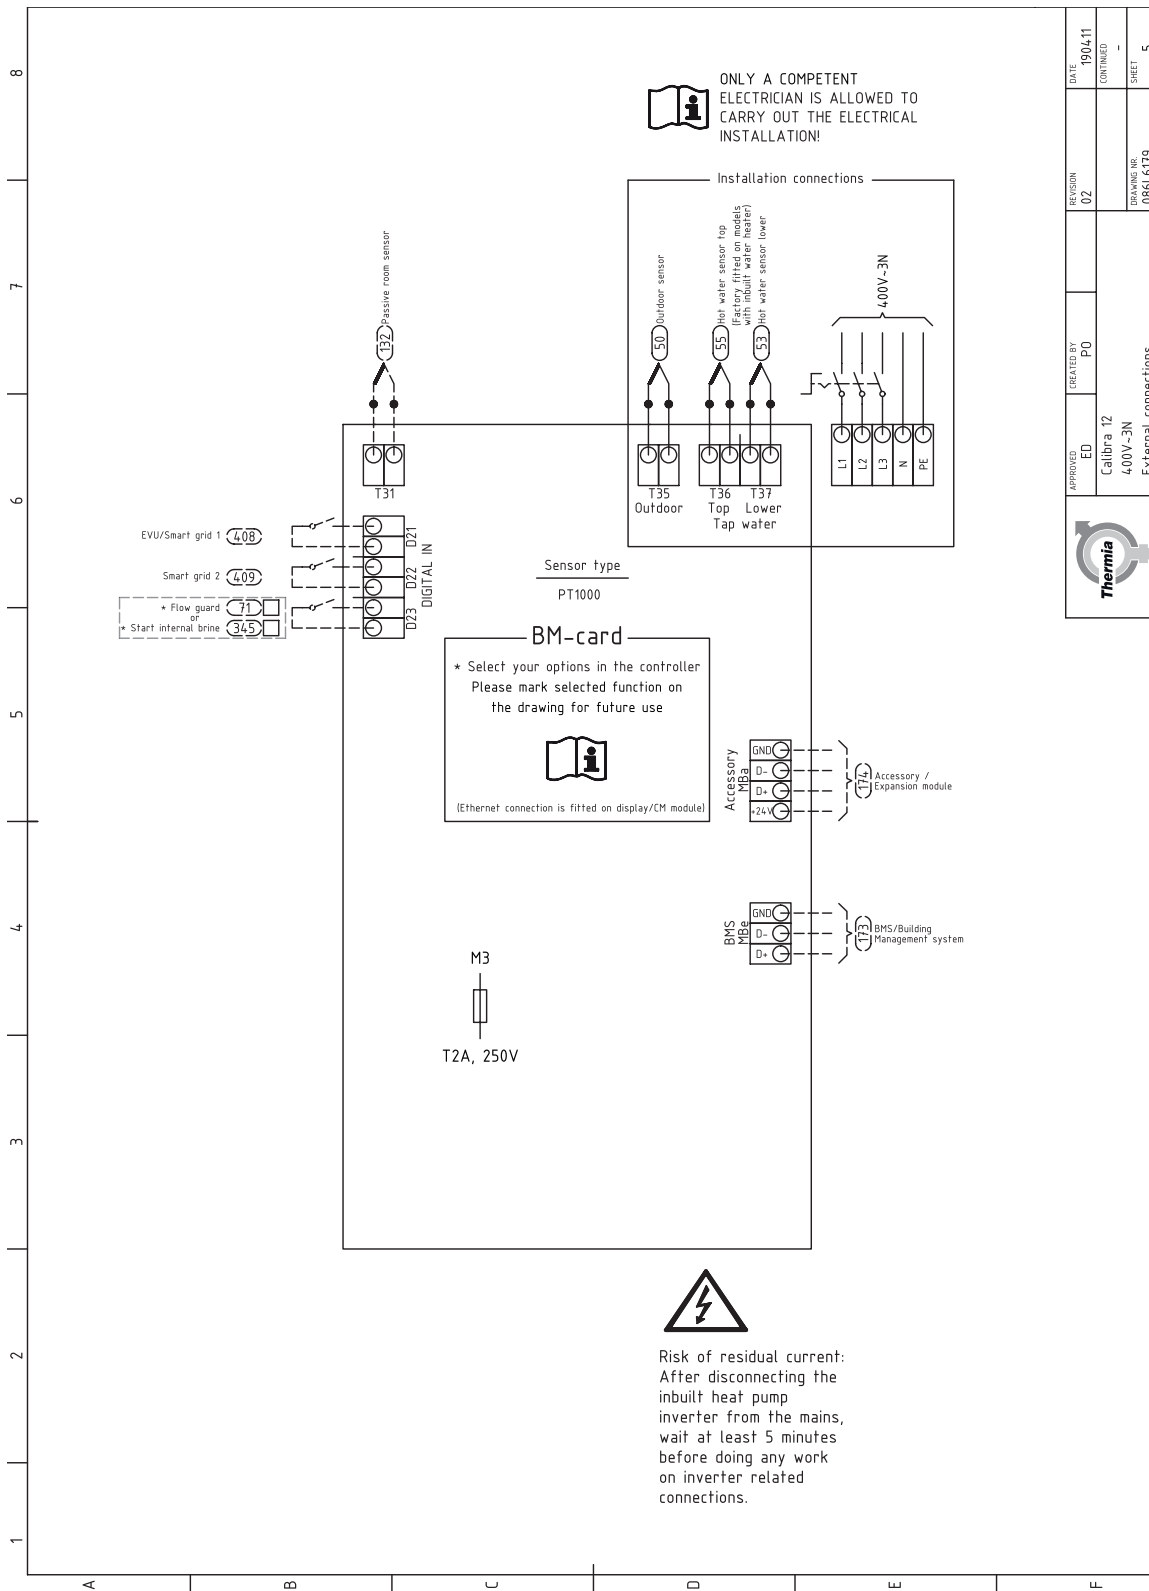 ONLY A COMPETENT
ELECTRICIAN IS ALLOWED TO
CARRY OUT THE ELECTRICAL
INSTALLATION!
Installation connections
Passive room sensor
132
Outdoor sensor
50
Hot water sensor top
(Factory fitted on models
with inbuilt water heater)
55
Hot water sensor lower
53
400V~3N
T31
T35
Outdoor
T36
Top
T37
Lower
Tap water
L1
L2
L3
N
PE
EVU/Smart grid 1
408
Smart grid 2
409
* Flow guard
71
or
* Start internal brine
345
D21
D22
D23
DIGITAL IN
Sensor type
PT1000
BM-card
* Select your options in the controller
Please mark selected function on
the drawing for future use
(Ethernet connection is fitted on display/CM module)
Accessory
MBa
GND
D-
D+
+24V
174
Accessory /
Expansion module
BMS
MBe
GND
D-
D+
173
BMS/Building
Management system
M3
T2A, 250V
Risk of residual current:
After disconnecting the
inbuilt heat pump
inverter from the mains,
wait at least 5 minutes
before doing any work
on inverter related
connections.
8
7
6
5
4
3
2
1
A
B
C
D
E
F
Thermia
APPROVED
ED
CREATED BY
PO
REVISION
02
DATE
190411
Calibra 12
400V~3N
External connections
CONTINUED
-
DRAWING NR.
086L6179
SHEET
5